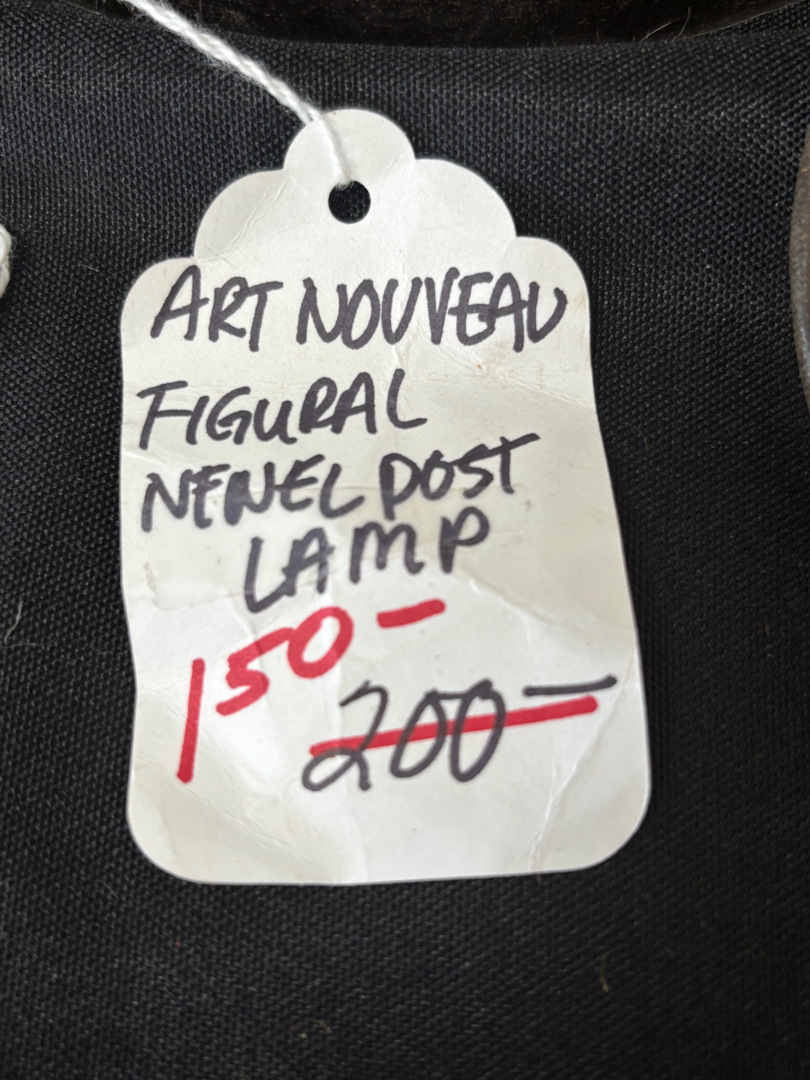 ART NOUVEAU
FIGURAL
NEWEL POST
LAMP
150-
200-